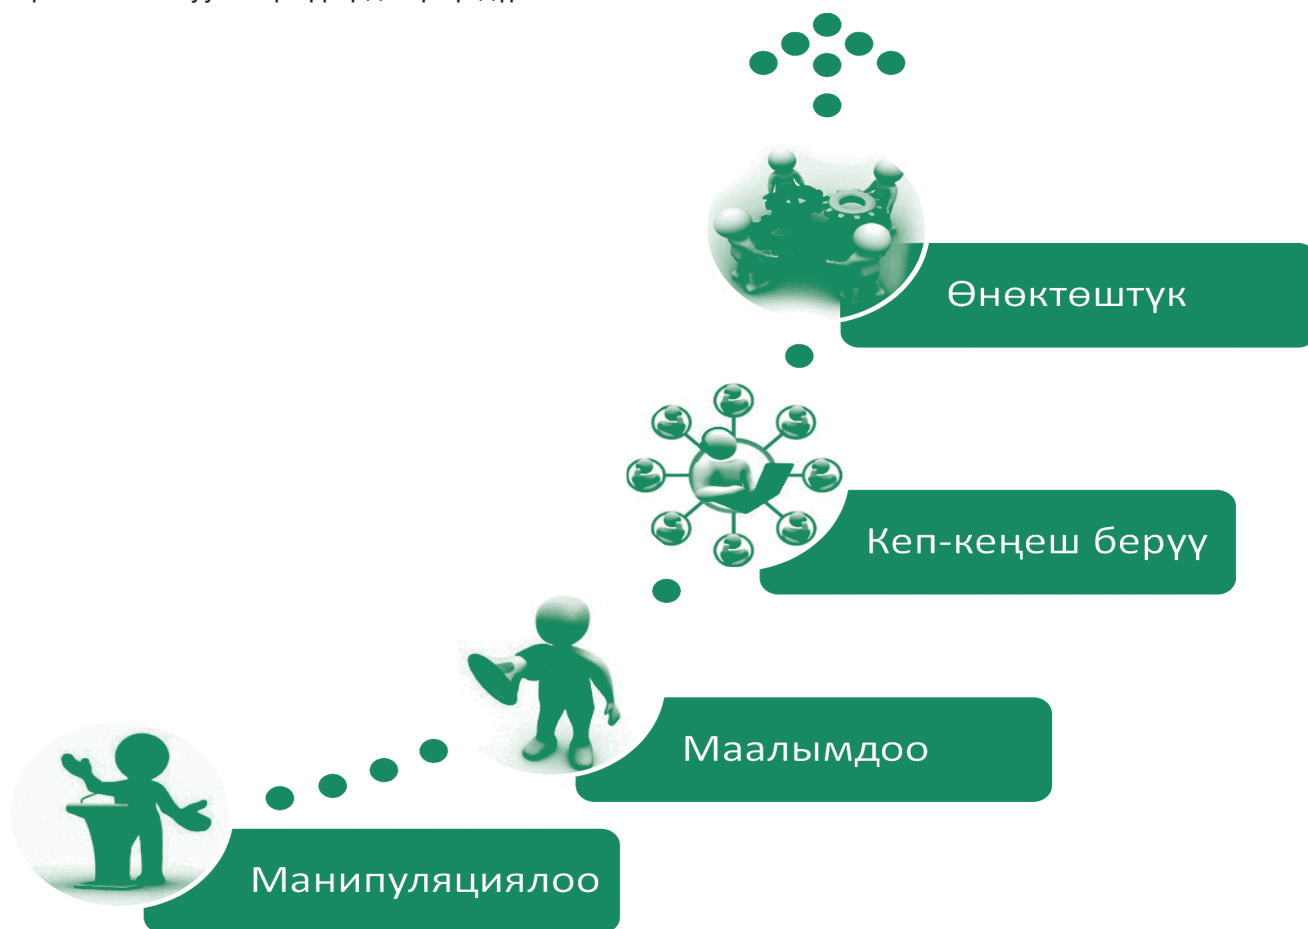 Өнөктөштүк
Кеп-кеңеш берүү
Маалымдоо
Манипуляциялоо